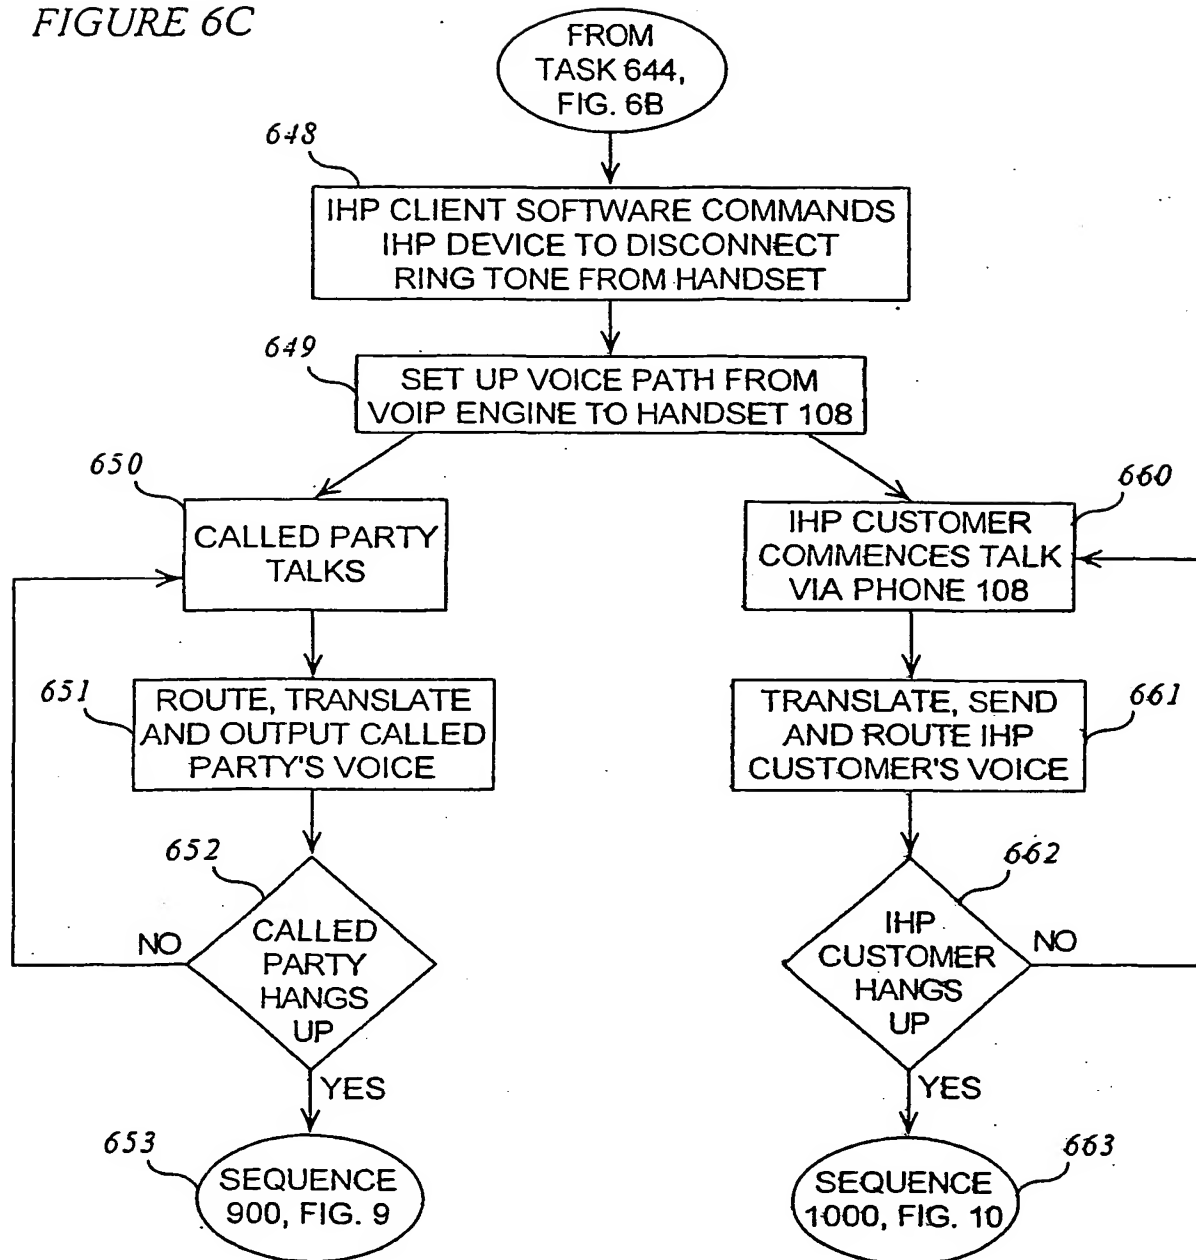 FIGURE 6C
FROM
TASK 644,
FIG. 6B
648
IHP CLIENT SOFTWARE COMMANDS
IHP DEVICE TO DISCONNECT
RING TONE FROM HANDSET
649
SET UP VOICE PATH FROM
VOIP ENGINE TO HANDSET 108
650
CALLED PARTY
TALKS
651
ROUTE, TRANSLATE
AND OUTPUT CALLED
PARTY'S VOICE
652
CALLED
PARTY
HANGS
UP
NO
YES
653
SEQUENCE
900, FIG. 9
660
IHP CUSTOMER
COMMENCES TALK
VIA PHONE 108
661
TRANSLATE, SEND
AND ROUTE IHP
CUSTOMER'S VOICE
662
IHP
CUSTOMER
HANGS
UP
NO
YES
663
SEQUENCE
1000, FIG. 10